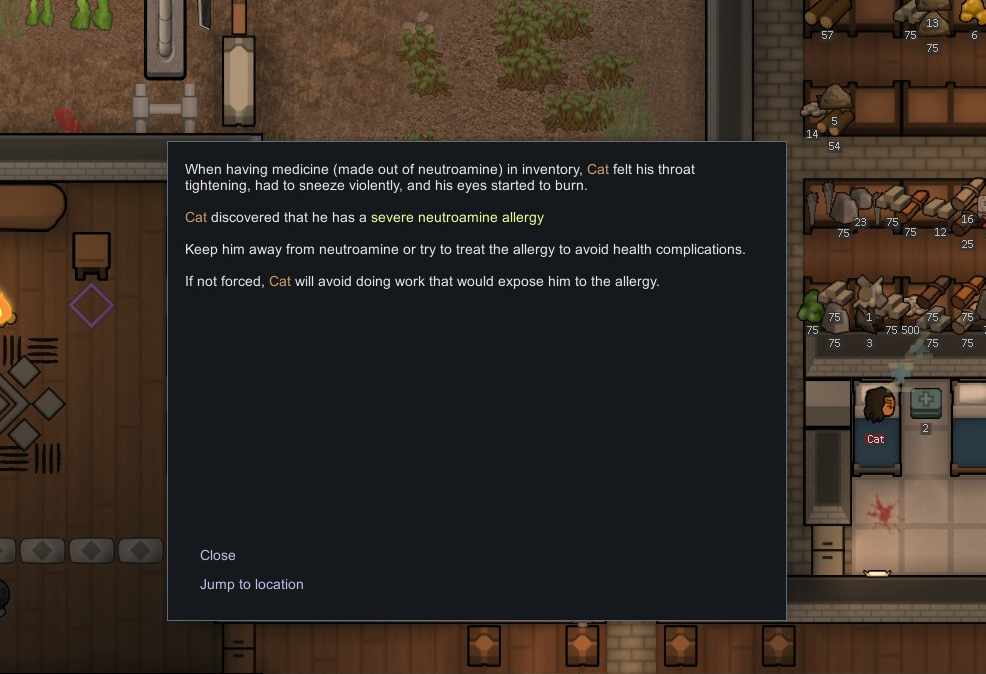 13
57
75
6
75
5
14
54
When having medicine (made out of neutroamine) in inventory, Cat felt his throat
tightening, had to sneeze violently, and his eyes started to burn.
Cat discovered that he has a severe neutroamine allergy
Keep him away from neutroamine or try to treat the allergy to avoid health complications.
If not forced, Cat will avoid doing work that would expose him to the allergy.
23 75 16
75 75 12
25
75 1 75 75
75 75 500
75 3 75 75
2
Cat
Close
Jump to location